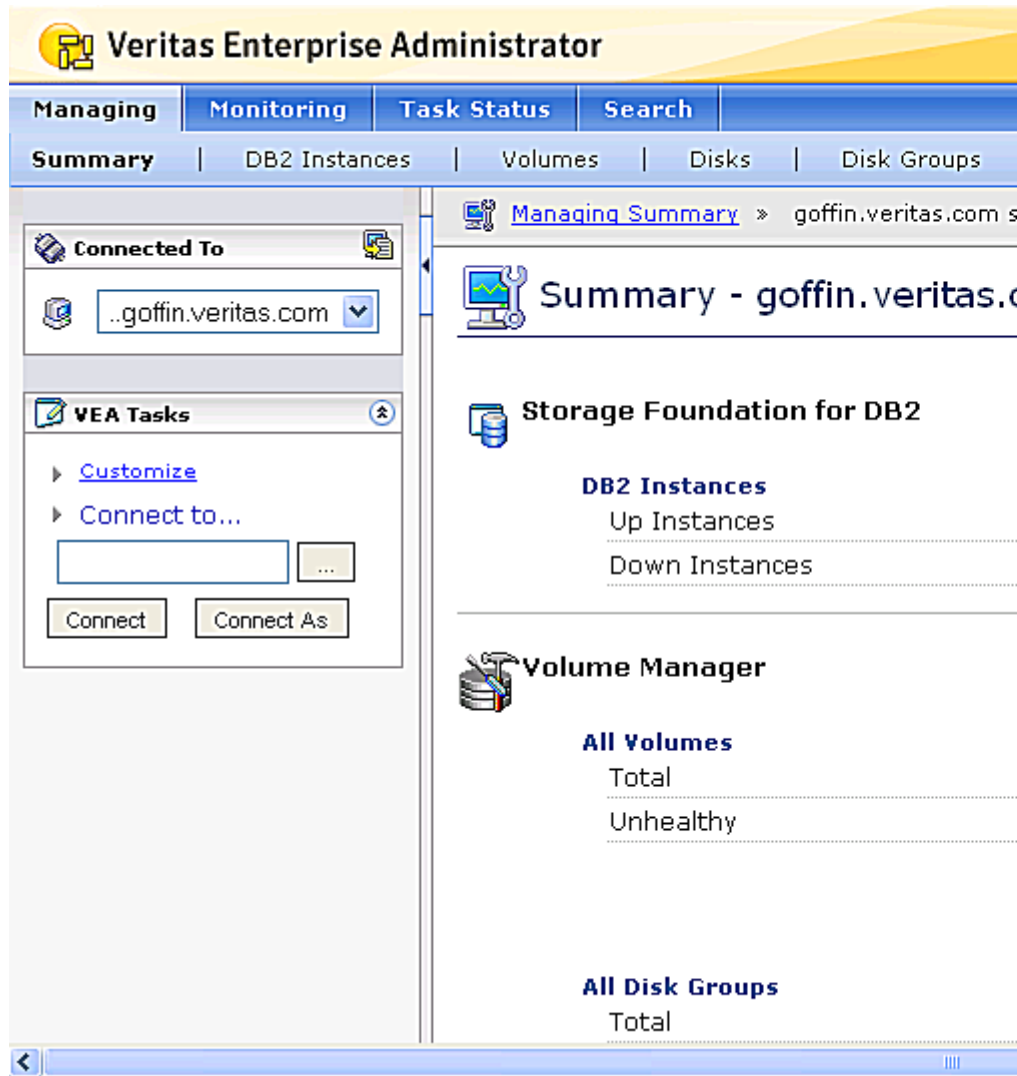 Veritas Enterprise Administrator
Managing Monitoring Task Status Search
Summary | DB2 Instances | Volumes | Disks | Disk Groups
Managing Summary » goffin.veritas.com s
Connected To
..goffin.veritas.com
Summary - goffin.veritas.c
VEA Tasks
Customize
Connect to...
...
Connect Connect As
Storage Foundation for DB2
DB2 Instances
Up Instances
Down Instances
Volume Manager
All Volumes
Total
Unhealthy
All Disk Groups
Total